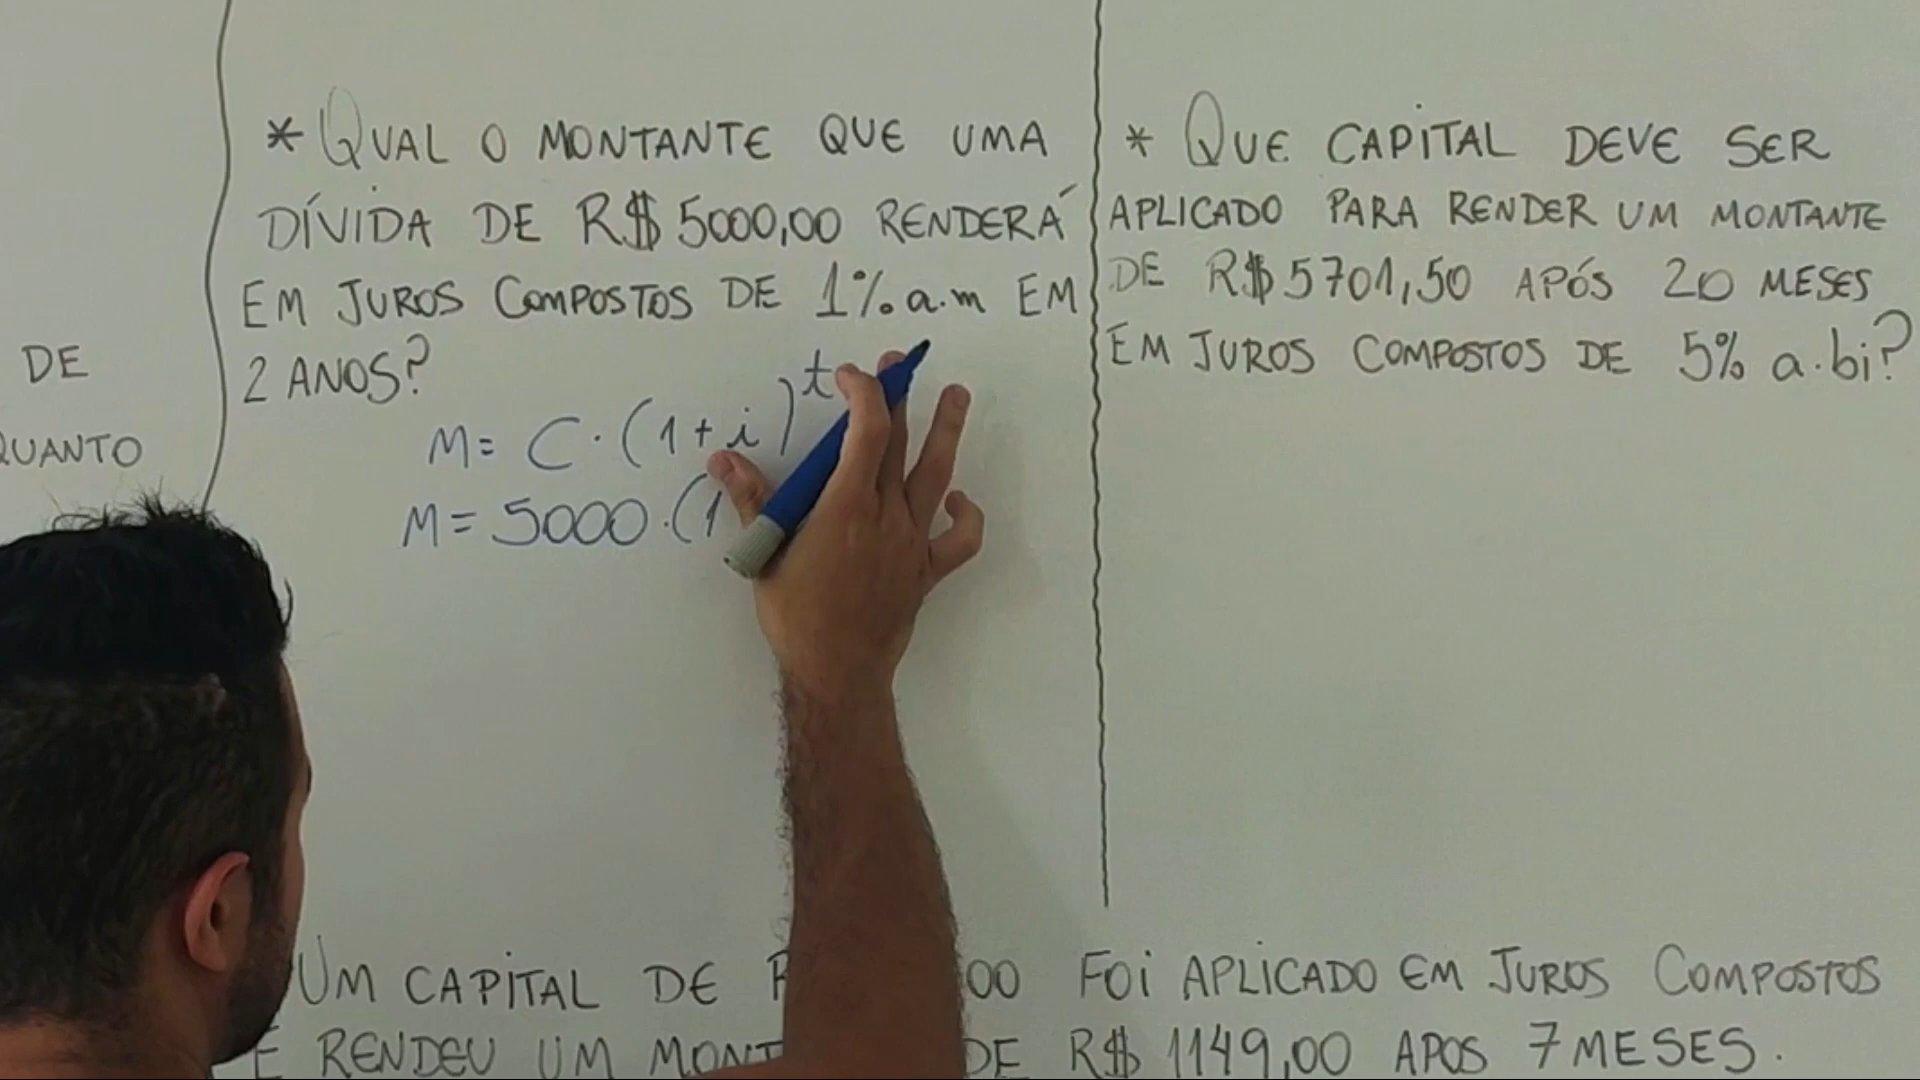 DE
QUANTO
* QUAL O MONTANTE QUE UMA
DÍVIDA DE R$ 5000,00 RENDERÁ
EM JUROS COMPOSTOS DE 1% a.m EM
2 ANOS?
M= C·(1+i)^t
M= 5000·(1
* QUE CAPITAL DEVE SER
APLICADO PARA RENDER UM MONTANTE
DE R$5701,50 APÓS 20 MESES
EM JUROS COMPOSTOS DE 5% a.bi?
UM CAPITAL DE 00 FOI APLICADO EM JUROS COMPOSTOS
E RENDEU UM DE R$ 1149,00 APOS 7 MESES.